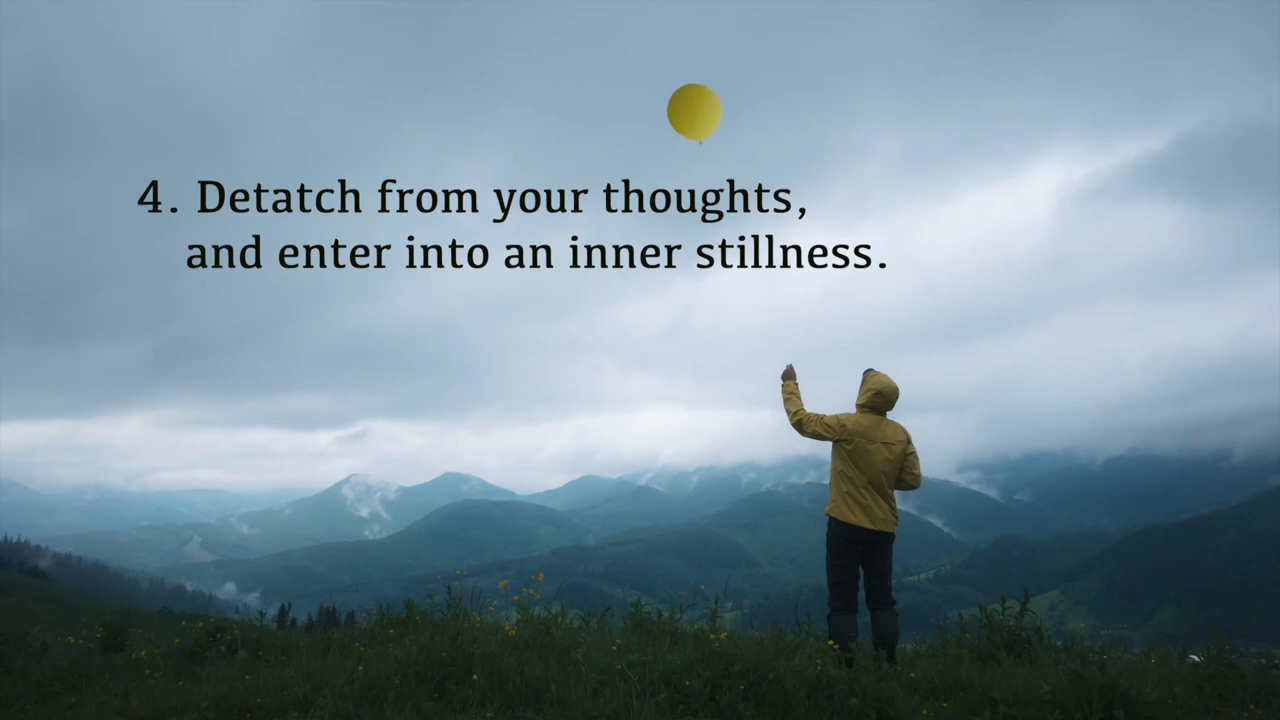 4. Detatch from your thoughts,
and enter into an inner stillness.